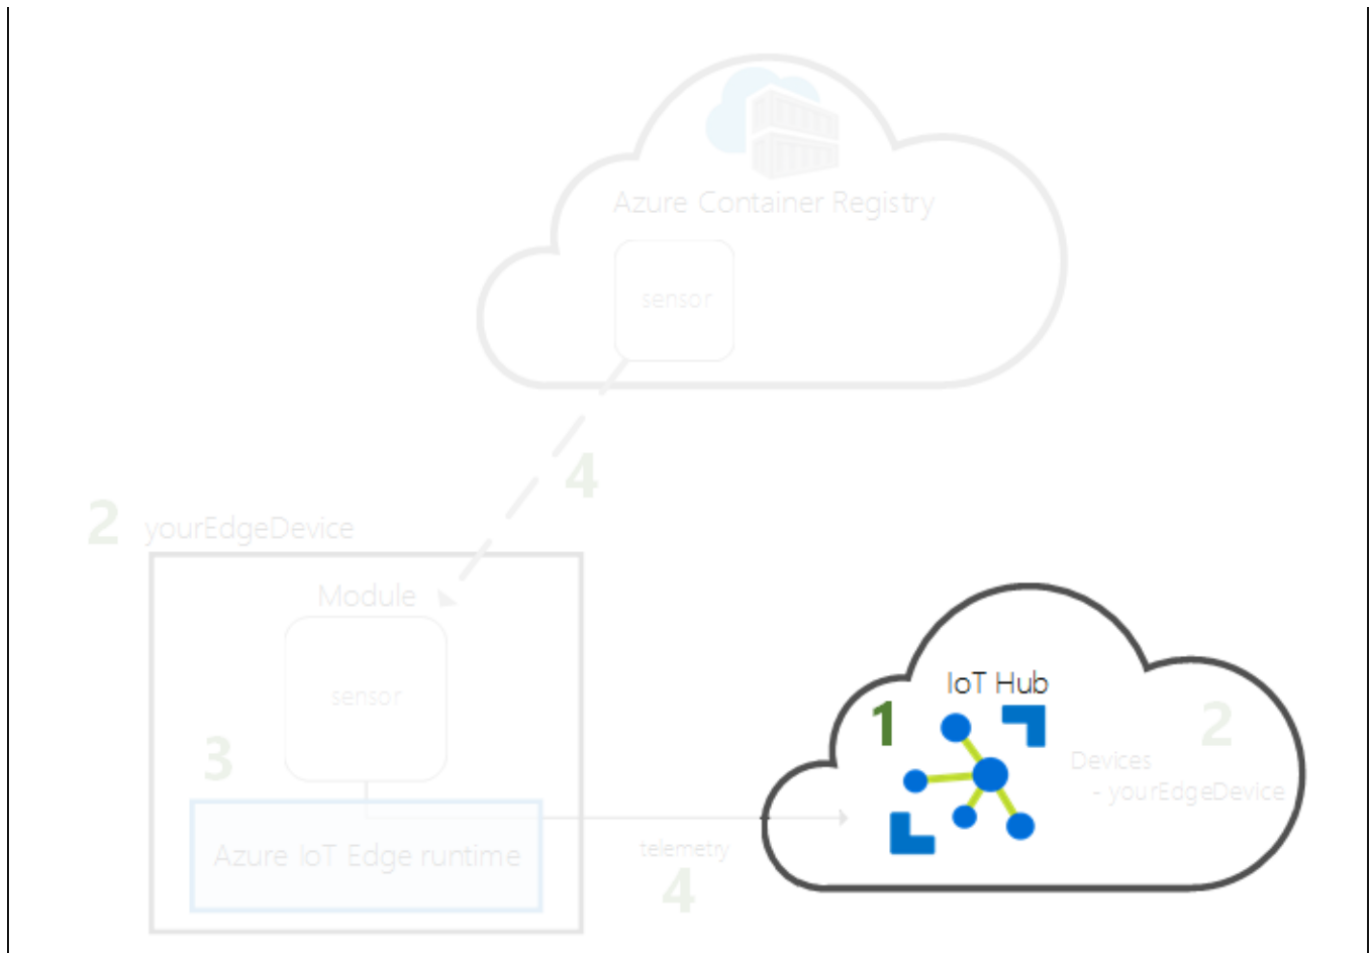 Azure Container Registry
sensor
4
2
yourEdgeDevice
Module
sensor
3
Azure IoT Edge runtime
telemetry
4
IoT Hub
1
2
Devices
- yourEdgeDevice